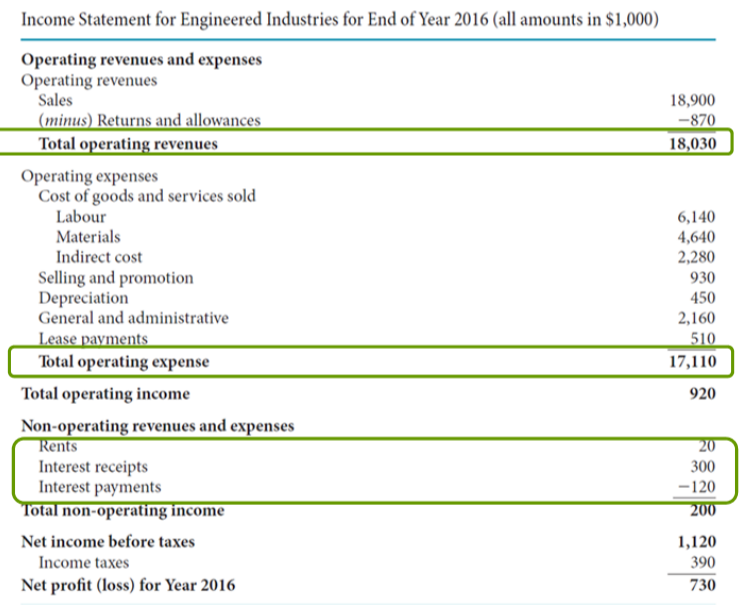 Income Statement for Engineered Industries for End of Year 2016 (all amounts in $1,000)
Operating revenues and expenses
Operating revenues
Sales 18,900
(minus) Returns and allowances −870
Total operating revenues 18,030
Operating expenses
Cost of goods and services sold
Labour 6,140
Materials 4,640
Indirect cost 2,280
Selling and promotion 930
Depreciation 450
General and administrative 2,160
Lease payments 510
Total operating expense 17,110
Total operating income 920
Non-operating revenues and expenses
Rents 20
Interest receipts 300
Interest payments −120
Total non-operating income 200
Net income before taxes 1,120
Income taxes 390
Net profit (loss) for Year 2016 730